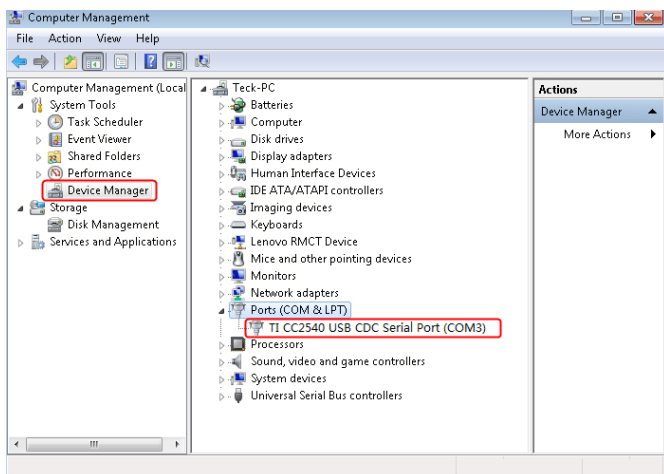 Computer Management
File Action View Help
Computer Management (Local
System Tools
Task Scheduler
Event Viewer
Shared Folders
Performance
Device Manager
Storage
Disk Management
Services and Applications
Teck-PC
Batteries
Computer
Disk drives
Display adapters
Human Interface Devices
IDE ATA/ATAPI controllers
Imaging devices
Keyboards
Lenovo RMCT Device
Mice and other pointing devices
Monitors
Network adapters
Ports (COM & LPT)
TI CC2540 USB CDC Serial Port (COM3)
Processors
Sound, video and game controllers
System devices
Universal Serial Bus controllers
Actions
Device Manager
More Actions